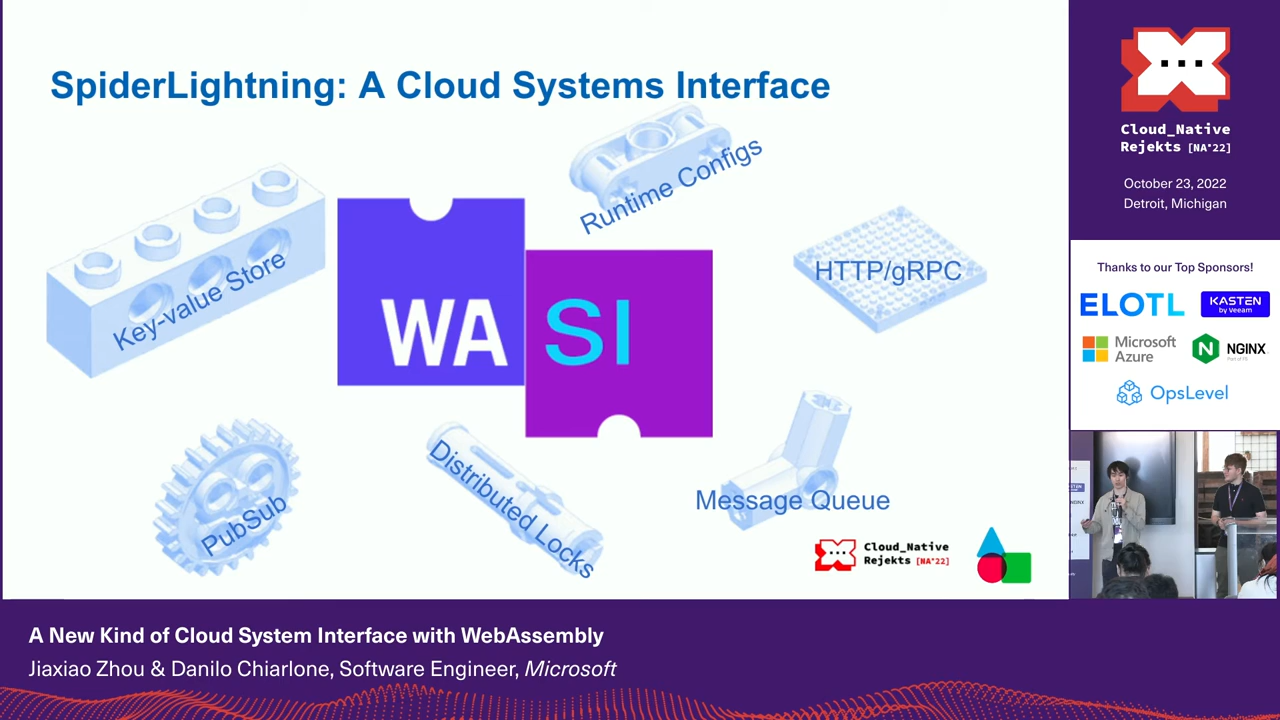 SpiderLightning: A Cloud Systems Interface
Key-value Store
WA
SI
Runtime Configs
HTTP/gRPC
PubSub
Distributed Locks
Message Queue
Cloud_Native
Rejekts [NA'22]
Cloud_Native
Rejekts [NA'22]
October 23, 2022
Detroit, Michigan
Thanks to our Top Sponsors!
ELOTL
KASTEN
by Veeam
Microsoft
Azure
N
NGINX
OpsLevel
NGINX
A New Kind of Cloud System Interface with WebAssembly
Jiaxiao Zhou & Danilo Chiarlone, Software Engineer, Microsoft